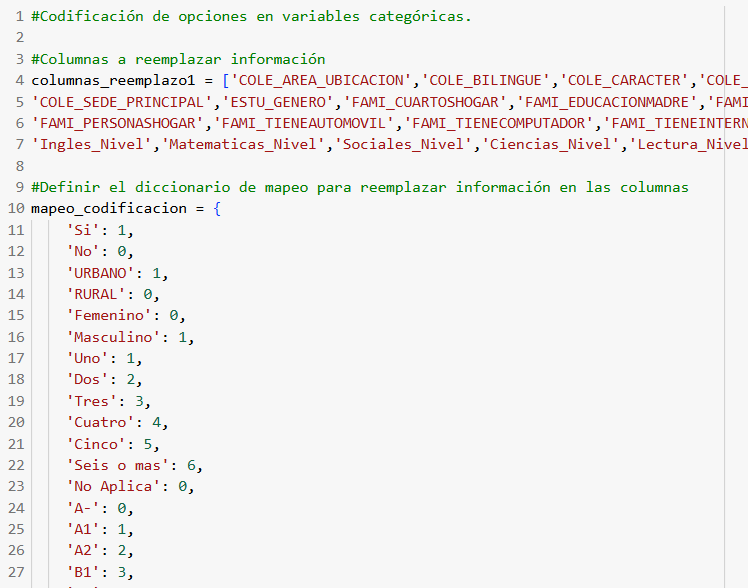 1 #Codificación de opciones en variables categóricas.
2
3 #Columnas a reemplazar información
4 columnas_reemplazo1 = ['COLE_AREA_UBICACION','COLE_BILINGUE','COLE_CARACTER','COLE_
5 'COLE_SEDE_PRINCIPAL','ESTU_GENERO','FAMI_CUARTOSHOGAR','FAMI_EDUCACIONMADRE','FAMI
6 'FAMI_PERSONASHOGAR','FAMI_TIENEAUTOMOVIL','FAMI_TIENECOMPUTADOR','FAMI_TIENEINTERN
7 'Ingles_Nivel','Matematicas_Nivel','Sociales_Nivel','Ciencias_Nivel','Lectura_Nivel
8
9 #Definir el diccionario de mapeo para reemplazar información en las columnas
10 mapeo_codificacion = {
11 'Si': 1,
12 'No': 0,
13 'URBANO': 1,
14 'RURAL': 0,
15 'Femenino': 0,
16 'Masculino': 1,
17 'Uno': 1,
18 'Dos': 2,
19 'Tres': 3,
20 'Cuatro': 4,
21 'Cinco': 5,
22 'Seis o mas': 6,
23 'No Aplica': 0,
24 'A-': 0,
25 'A1': 1,
26 'A2': 2,
27 'B1': 3,